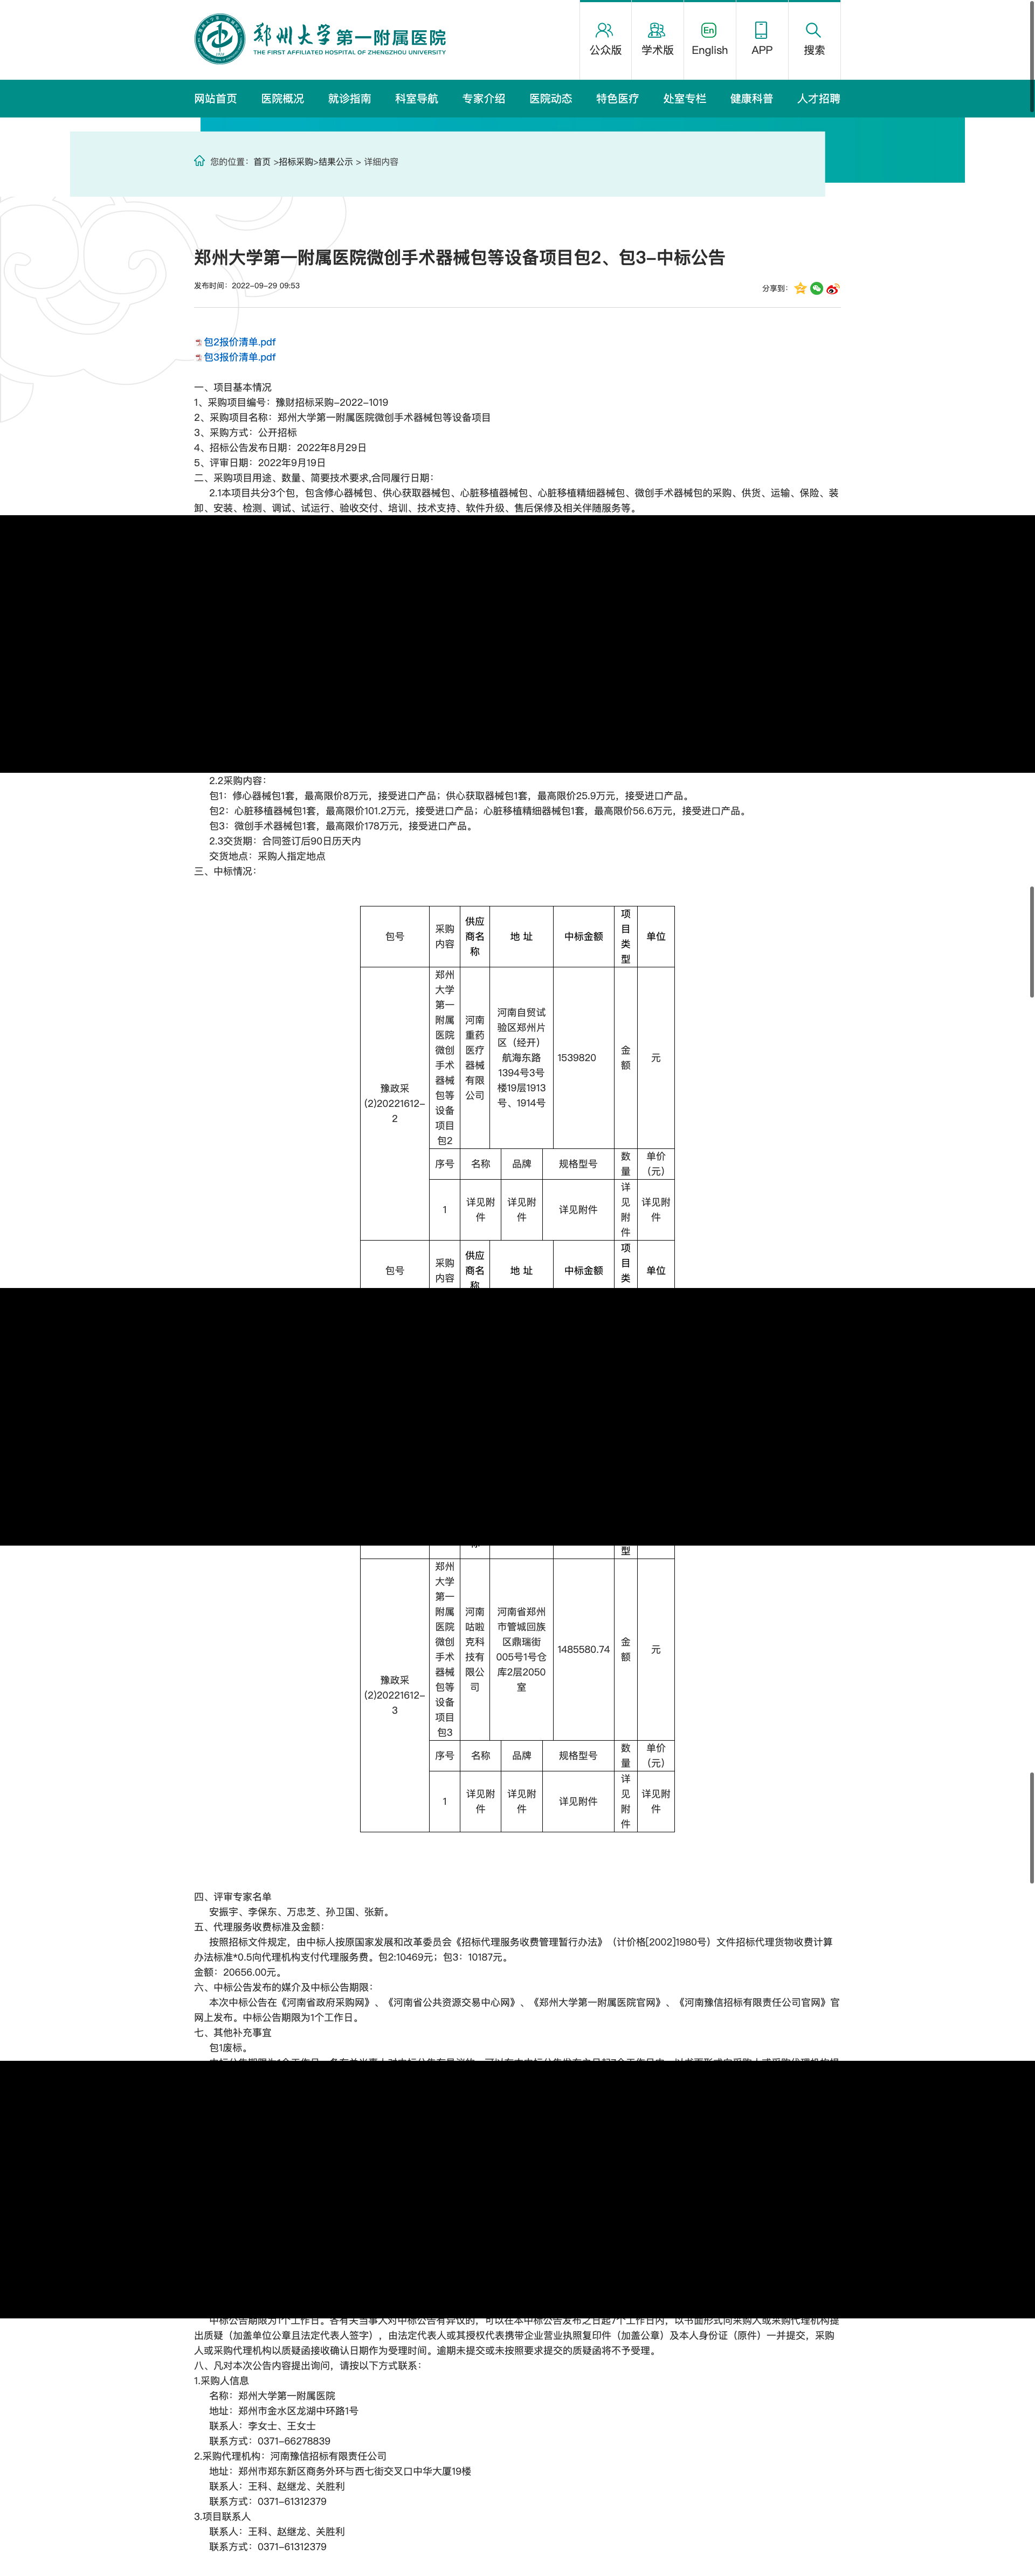 郑州大学第一附属医院
THE FIRST AFFILIATED HOSPITAL OF ZHENGZHOU UNIVERSITY
公众版
学术版
En
English
APP
搜索
网站首页
医院概况
就诊指南
科室导航
专家介绍
医院动态
特色医疗
处室专栏
健康科普
人才招聘
您的位置：首页 >招标采购>结果公示 > 详细内容
郑州大学第一附属医院微创手术器械包等设备项目包2、包3-中标公告
发布时间：2022-09-29 09:53
分享到：
包2报价清单.pdf
包3报价清单.pdf
一、项目基本情况
1、采购项目编号：豫财招标采购-2022-1019
2、采购项目名称：郑州大学第一附属医院微创手术器械包等设备项目
3、采购方式：公开招标
4、招标公告发布日期：2022年8月29日
5、评审日期：2022年9月19日
二、采购项目用途、数量、简要技术要求,合同履行日期：
2.1本项目共分3个包，包含修心器械包、供心获取器械包、心脏移植器械包、心脏移植精细器械包、微创手术器械包的采购、供货、运输、保险、装
卸、安装、检测、调试、试运行、验收交付、培训、技术支持、软件升级、售后保修及相关伴随服务等。
2.2采购内容：
包1：修心器械包1套，最高限价8万元，接受进口产品；供心获取器械包1套，最高限价25.9万元，接受进口产品。
包2：心脏移植器械包1套，最高限价101.2万元，接受进口产品；心脏移植精细器械包1套，最高限价56.6万元，接受进口产品。
包3：微创手术器械包1套，最高限价178万元，接受进口产品。
2.3交货期：合同签订后90日历天内
交货地点：采购人指定地点
三、中标情况：
包号
采购
内容
供应
商名
称
地 址
中标金额
项
目
类
型
单位
豫政采
(2)20221612-
2
郑州
大学
第一
附属
医院
微创
手术
器械
包等
设备
项目
包2
河南
重药
医疗
器械
有限
公司
河南自贸试
验区郑州片
区（经开）
航海东路
1394号3号
楼19层1913
号、1914号
1539820
金
额
元
序号
名称
品牌
规格型号
数
量
单价
（元）
1
详见附
件
详见附
件
详见附件
详
见
附
件
详见附
件
包号
采购
内容
供应
商名
称
地 址
中标金额
项
目
类
型
单位
豫政采
(2)20221612-
3
郑州
大学
第一
附属
医院
微创
手术
器械
包等
设备
项目
包3
河南
咕啦
克科
技有
限公
司
河南省郑州
市管城回族
区鼎瑞街
005号1号仓
库2层2050
室
1485580.74
金
额
元
序号
名称
品牌
规格型号
数
量
单价
（元）
1
详见附
件
详见附
件
详见附件
详
见
附
件
详见附
件
四、评审专家名单
安振宇、李保东、万忠芝、孙卫国、张新。
五、代理服务收费标准及金额：
按照招标文件规定，由中标人按原国家发展和改革委员会《招标代理服务收费管理暂行办法》（计价格[2002]1980号）文件招标代理货物收费计算
办法标准*0.5向代理机构支付代理服务费。包2:10469元；包3：10187元。
金额：20656.00元。
六、中标公告发布的媒介及中标公告期限：
本次中标公告在《河南省政府采购网》、《河南省公共资源交易中心网》、《郑州大学第一附属医院官网》、《河南豫信招标有限责任公司官网》官
网上发布。中标公告期限为1个工作日。
七、其他补充事宜
包1废标。
中标公告期限为1个工作日。各有关当事人对中标公告有异议的，可以在本中标公告发布之日起7个工作日内，以书面形式向采购人或采购代理机构提
出质疑（加盖单位公章且法定代表人签字），由法定代表人或其授权代表携带企业营业执照复印件（加盖公章）及本人身份证（原件）一并提交，采购
人或采购代理机构以质疑函接收确认日期作为受理时间。逾期未提交或未按照要求提交的质疑函将不予受理。
八、凡对本次公告内容提出询问，请按以下方式联系：
1.采购人信息
名称：郑州大学第一附属医院
地址：郑州市金水区龙湖中环路1号
联系人：李女士、王女士
联系方式：0371-66278839
2.采购代理机构：河南豫信招标有限责任公司
地址：郑州市郑东新区商务外环与西七街交叉口中华大厦19楼
联系人：王科、赵继龙、关胜利
联系方式：0371-61312379
3.项目联系人
联系人：王科、赵继龙、关胜利
联系方式：0371-61312379